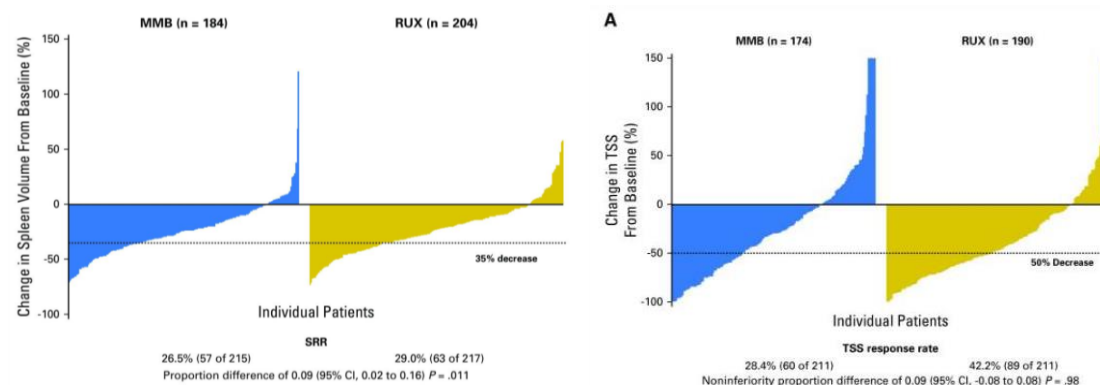 MMB (n = 184) RUX (n = 204)
Change in Spleen Volume From Baseline (%)
150
100
50
0
-50
-100
35% decrease
Individual Patients
SRR
26.5% (57 of 215) 29.0% (63 of 217)
Proportion difference of 0.09 (95% CI, 0.02 to 0.16) P = .011
A
MMB (n = 174) RUX (n = 190)
Change in TSS
From Baseline (%)
150
100
50
0
-50
-100
50% Decrease
Individual Patients
TSS response rate
28.4% (60 of 211) 42.2% (89 of 211)
Noninferiority proportion difference of 0.09 (95% CI, -0.08 to 0.08) P = .98